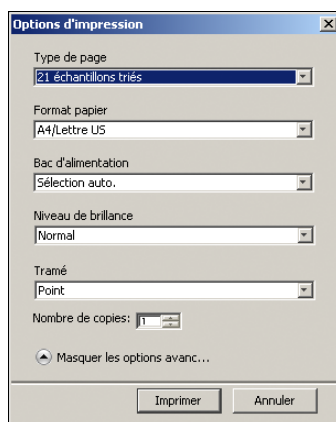 Options d'impression
Type de page
21 échantillons triés
Format papier
A4/Lettre US
Bac d'alimentation
Sélection auto.
Niveau de brillance
Normal
Tramé
Point
Nombre de copies: 1
Masquer les options avanc...
Imprimer Annuler